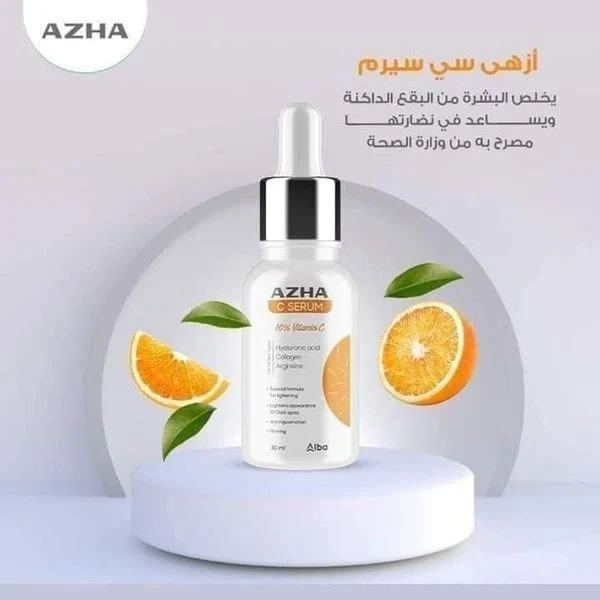 AZHA
أزهى سي سيرم
يخلص البشرة من البقع الداكنة
ويساعد في نضارتها
مصرح به من وزارة الصحة
AZHA
C SERUM
10% Vitamin C
Hyaluronic acid
Collagen
Arginine
Special formula
for lightening
Lightens appearance
Of Dark spots
skin rejuvenation
Firming
30 ml
Alba